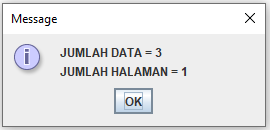 Message
JUMLAH DATA = 3
JUMLAH HALAMAN = 1
OK